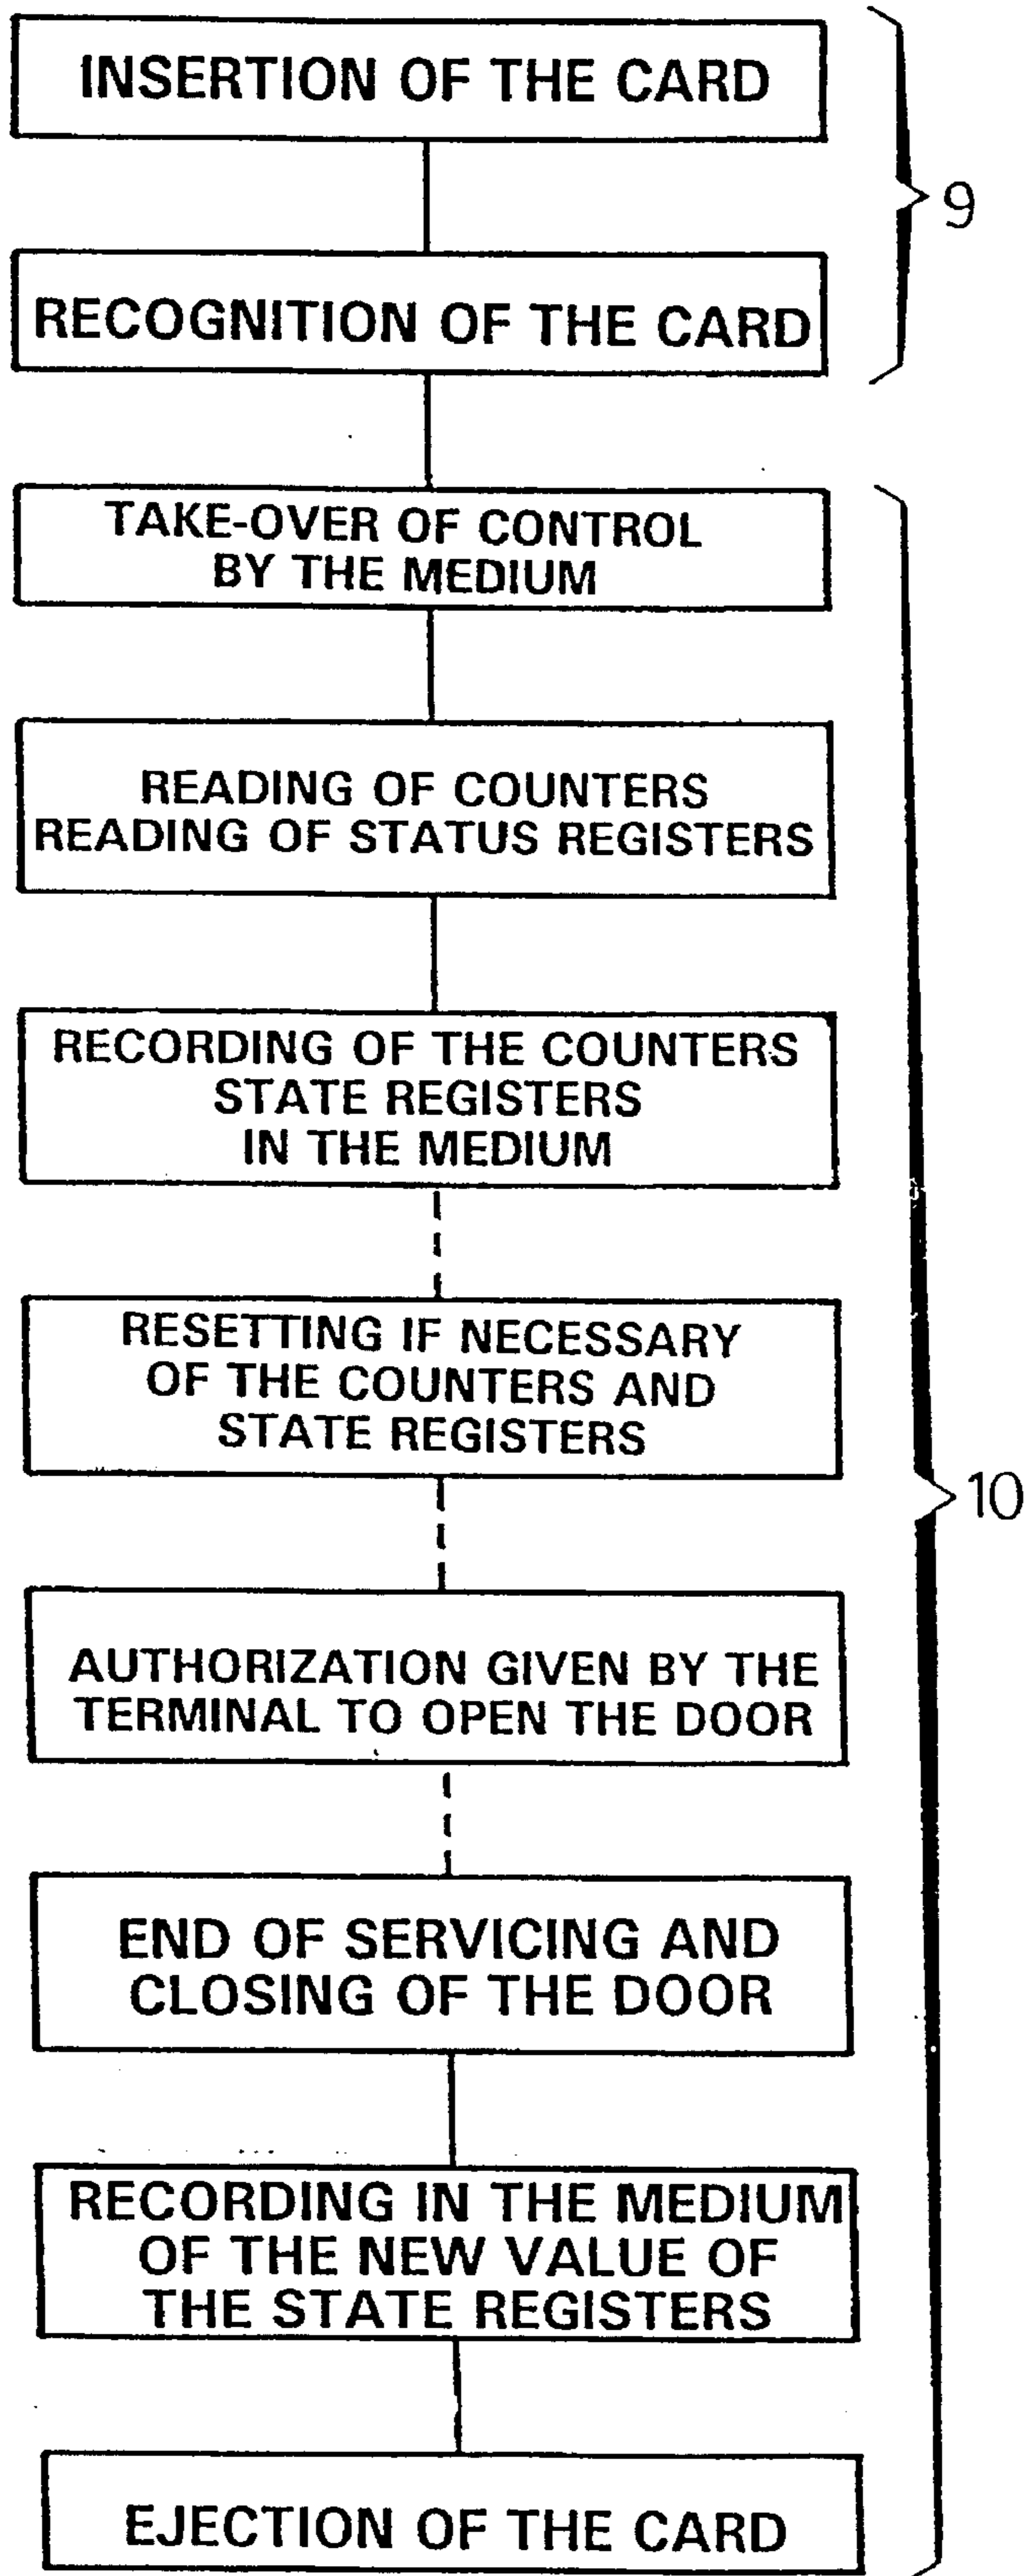 INSERTION OF THE CARD
RECOGNITION OF THE CARD
9
TAKE-OVER OF CONTROL
BY THE MEDIUM
READING OF COUNTERS
READING OF STATUS REGISTERS
RECORDING OF THE COUNTERS
STATE REGISTERS
IN THE MEDIUM
RESETTING IF NECESSARY
OF THE COUNTERS AND
STATE REGISTERS
10
AUTHORIZATION GIVEN BY THE
TERMINAL TO OPEN THE DOOR
END OF SERVICING AND
CLOSING OF THE DOOR
RECORDING IN THE MEDIUM
OF THE NEW VALUE OF
THE STATE REGISTERS
EJECTION OF THE CARD